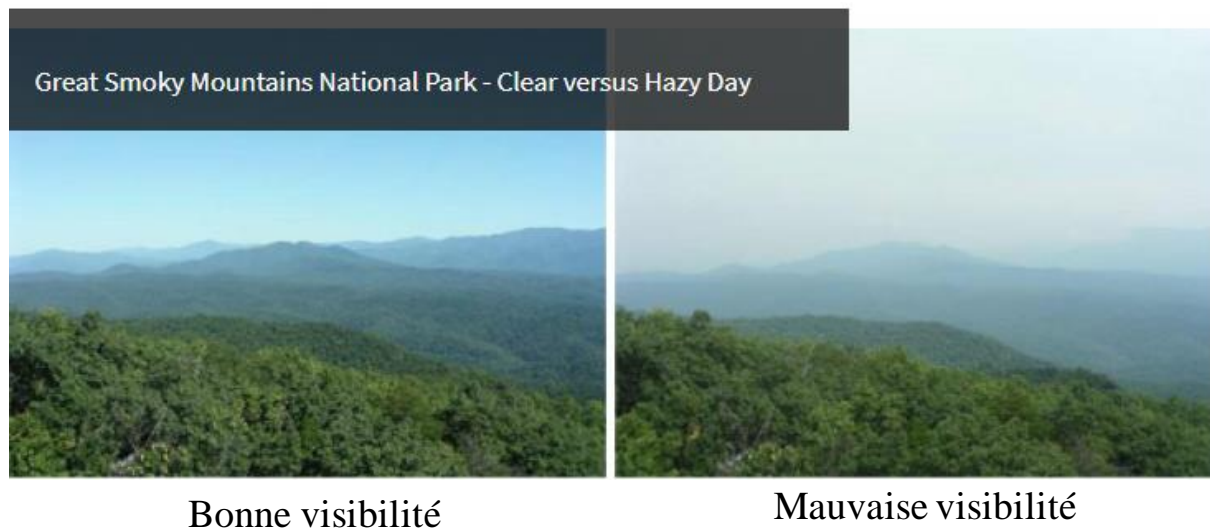 Great Smoky Mountains National Park - Clear versus Hazy Day
Bonne visibilité
Mauvaise visibilité